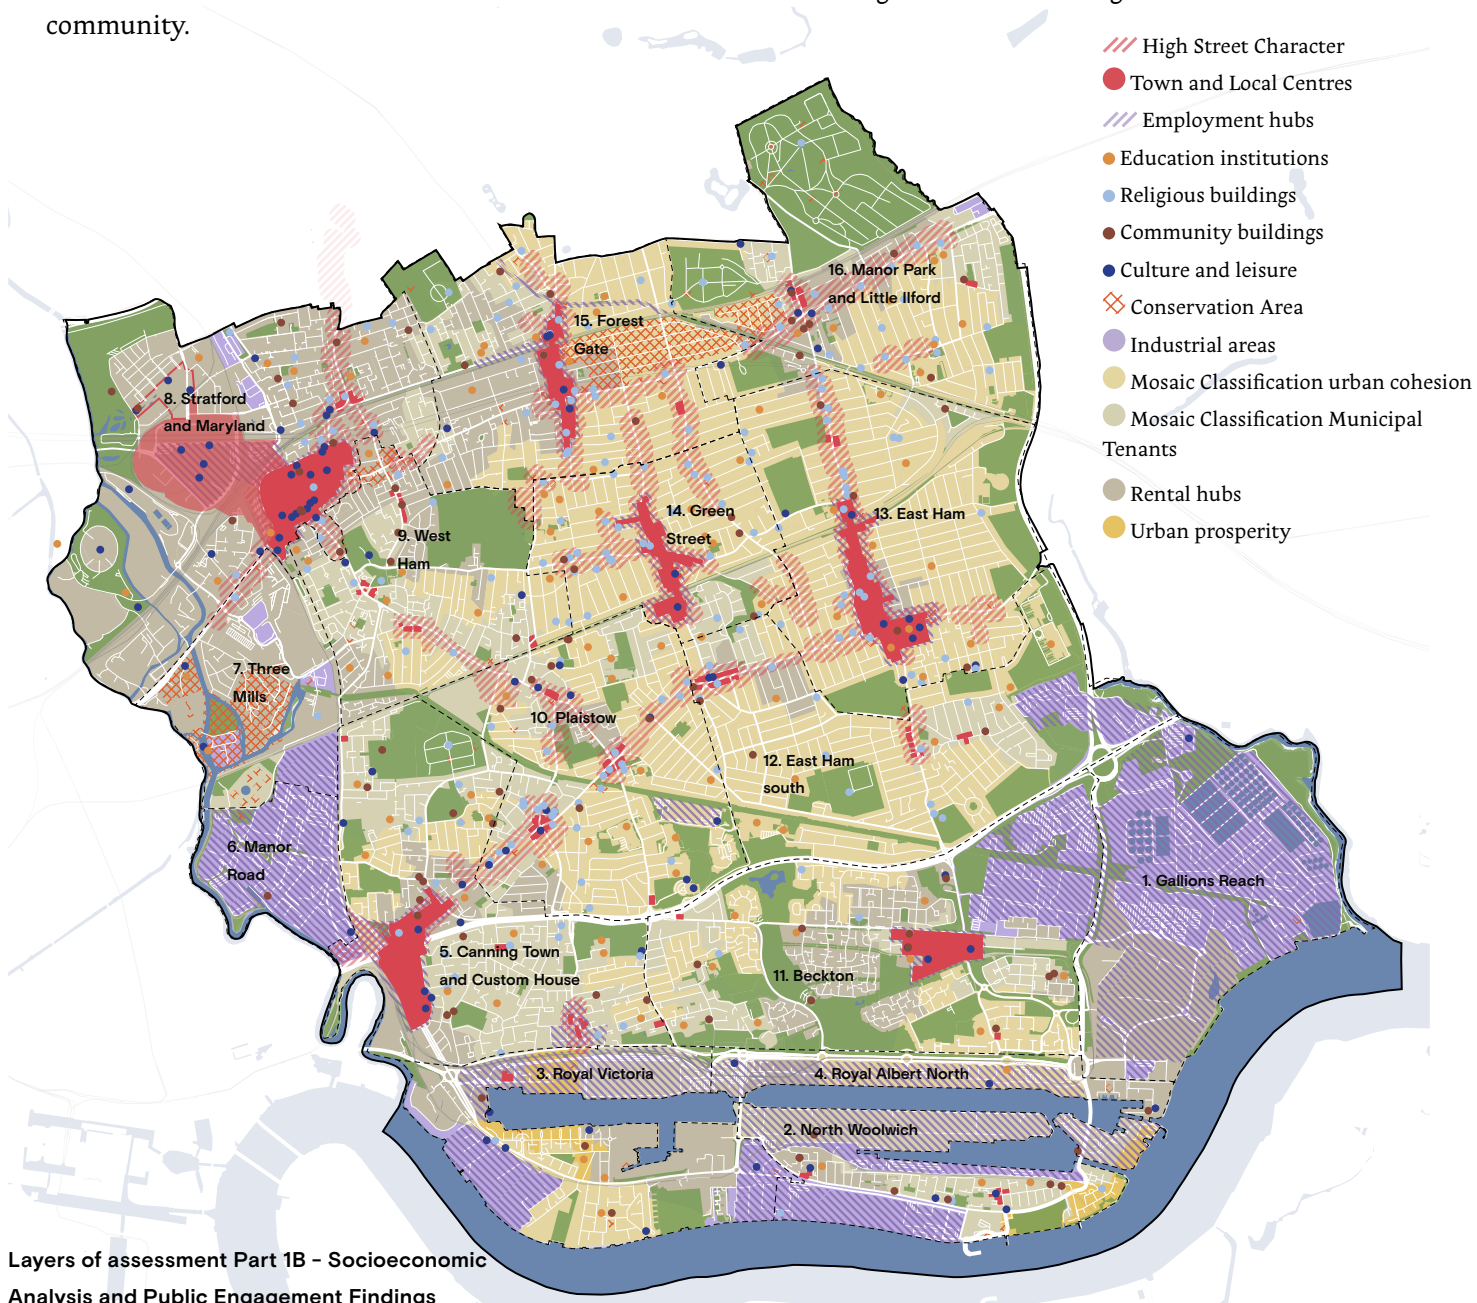 community.
High Street Character
Town and Local Centres
Employment hubs
Education institutions
Religious buildings
Community buildings
Culture and leisure
Conservation Area
Industrial areas
Mosaic Classification urban cohesion
Mosaic Classification Municipal
Tenants
Rental hubs
Urban prosperity
16. Manor Park
and Little Ilford
15. Forest
Gate
8. Stratford
and Maryland
14. Green
Street
13. East Ham
9. West
Ham
7. Three
Mills
10. Plaistow
12. East Ham
south
6. Manor
Road
1. Gallions Reach
5. Canning Town
and Custom House
11. Beckton
3. Royal Victoria
4. Royal Albert North
2. North Woolwich
Layers of assessment Part 1B - Socioeconomic
Analysis and Public Engagement Findings